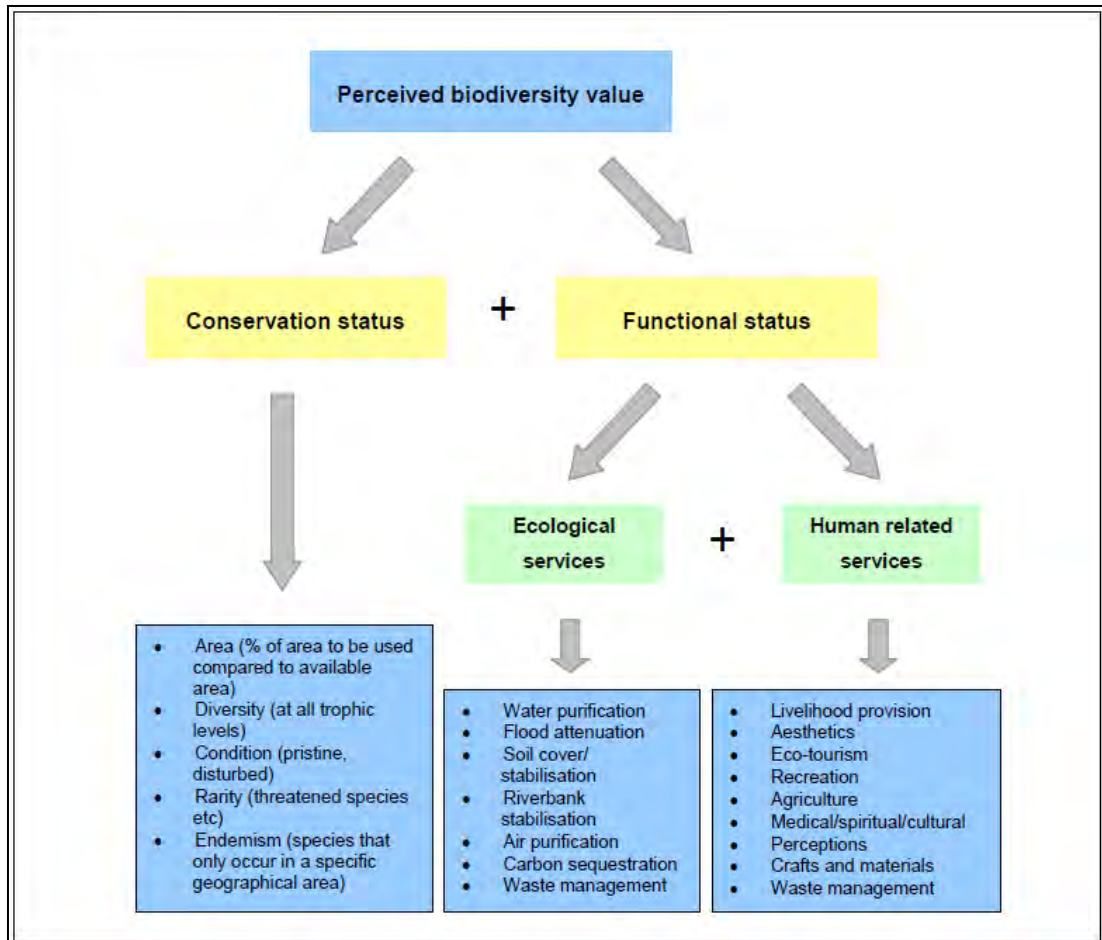 Perceived biodiversity value
Conservation status
+
Functional status
Ecological
services
+
Human related
services
• Area (% of area to be used
compared to available
area)
• Diversity (at all trophic
levels)
• Condition (pristine,
disturbed)
• Rarity (threatened species
etc)
• Endemism (species that
only occur in a specific
geographical area)
• Water purification
• Flood attenuation
• Soil cover/
stabilisation
• Riverbank
stabilisation
• Air purification
• Carbon sequestration
• Waste management
• Livelihood provision
• Aesthetics
• Eco-tourism
• Recreation
• Agriculture
• Medical/spiritual/cultural
• Perceptions
• Crafts and materials
• Waste management